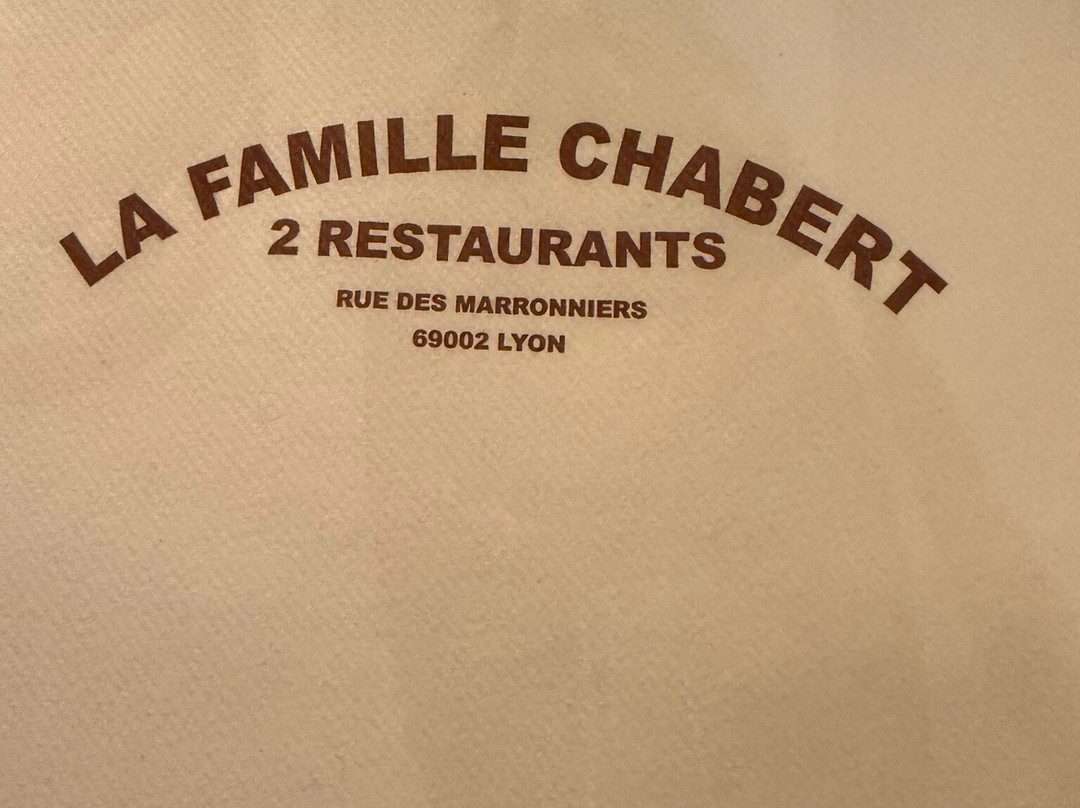 LA FAMILLE CHABERT
2 RESTAURANTS
RUE DES MARRONNIERS
69002 LYON